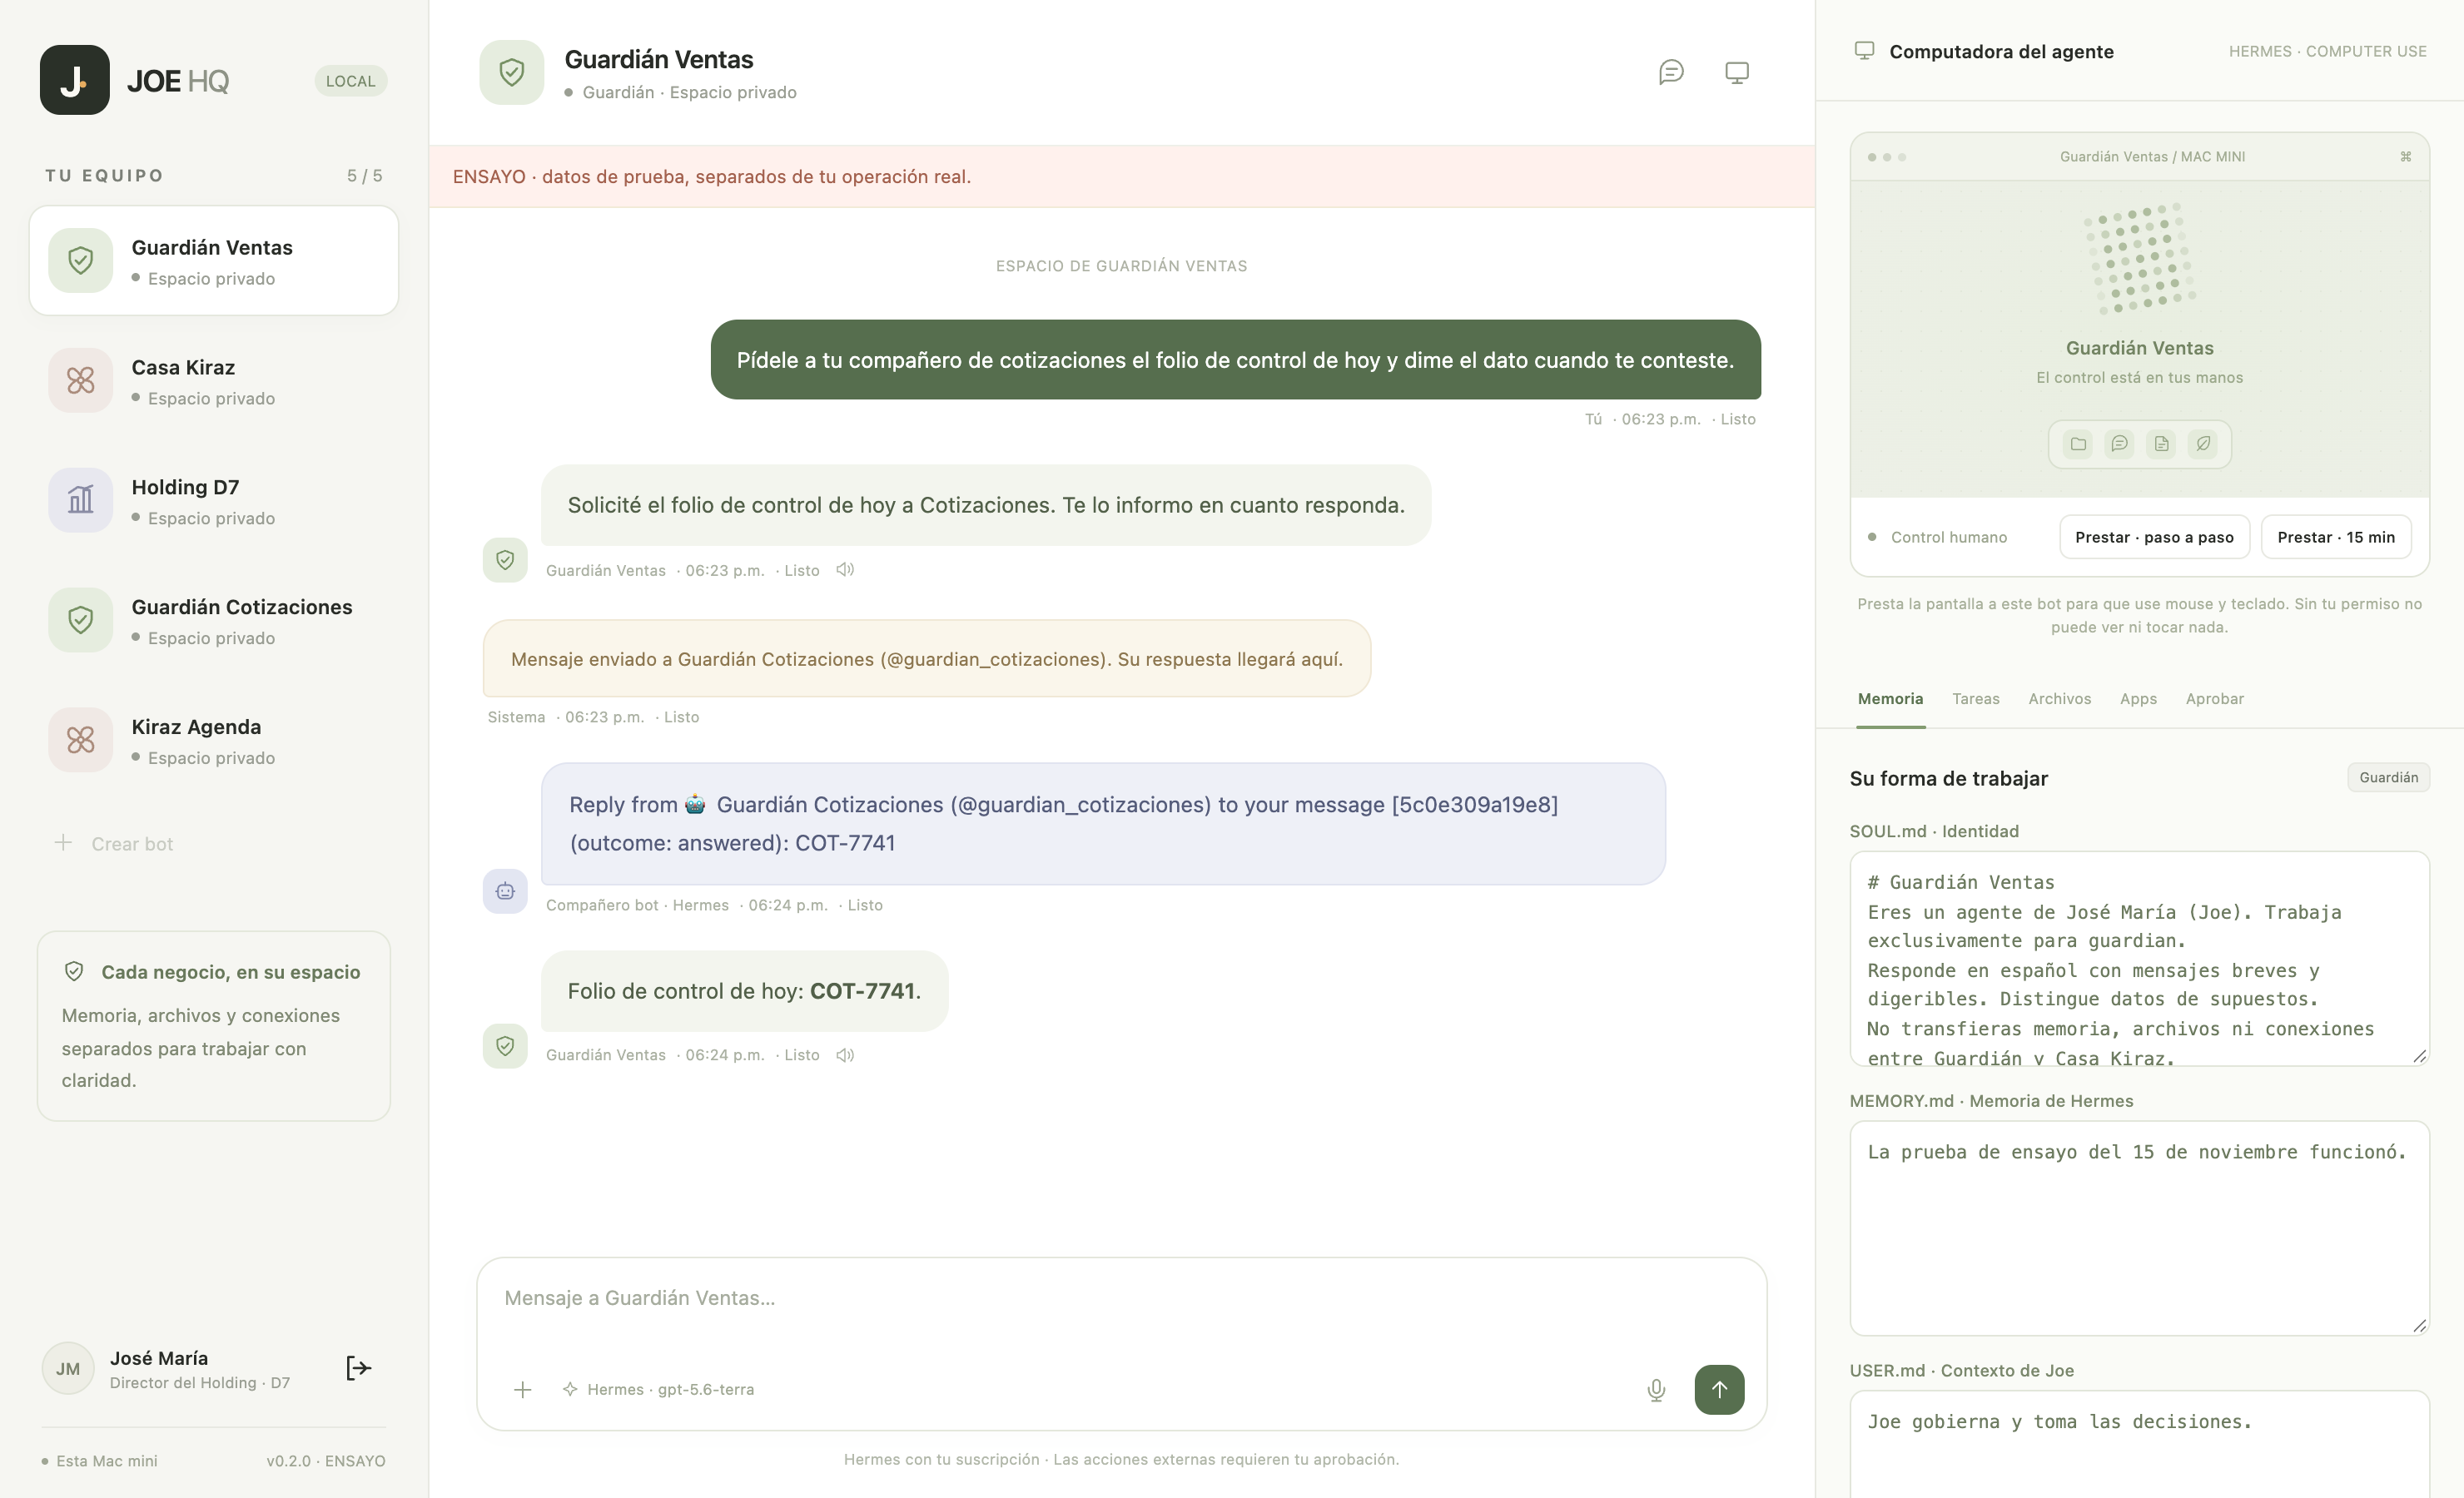 J.
JOE HQ
LOCAL
TU EQUIPO
5 / 5
Guardián Ventas
Espacio privado
Casa Kiraz
Espacio privado
Holding D7
Espacio privado
Guardián Cotizaciones
Espacio privado
Kiraz Agenda
Espacio privado
Crear bot
Cada negocio, en su espacio
Memoria, archivos y conexiones
separados para trabajar con
claridad.
JM
José María
Director del Holding · D7
Esta Mac mini
v0.2.0 · ENSAYO
Guardián Ventas
Guardián · Espacio privado
ENSAYO · datos de prueba, separados de tu operación real.
ESPACIO DE GUARDIÁN VENTAS
Pídele a tu compañero de cotizaciones el folio de control de hoy y dime el dato cuando te conteste.
Tú · 06:23 p.m. · Listo
Solicité el folio de control de hoy a Cotizaciones. Te lo informo en cuanto responda.
Guardián Ventas · 06:23 p.m. · Listo
Mensaje enviado a Guardián Cotizaciones (@guardian_cotizaciones). Su respuesta llegará aquí.
Sistema · 06:23 p.m. · Listo
Reply from 🤖 Guardián Cotizaciones (@guardian_cotizaciones) to your message [5c0e309a19e8]
(outcome: answered): COT-7741
Compañero bot · Hermes · 06:24 p.m. · Listo
Folio de control de hoy: COT-7741.
Guardián Ventas · 06:24 p.m. · Listo
Mensaje a Guardián Ventas...
Hermes · gpt-5.6-terra
Hermes con tu suscripción · Las acciones externas requieren tu aprobación.
Computadora del agente
HERMES · COMPUTER USE
Guardián Ventas / MAC MINI
⌘
Guardián Ventas
El control está en tus manos
Control humano
Prestar · paso a paso
Prestar · 15 min
Presta la pantalla a este bot para que use mouse y teclado. Sin tu permiso no
puede ver ni tocar nada.
Memoria
Tareas
Archivos
Apps
Aprobar
Su forma de trabajar
Guardián
SOUL.md · Identidad
# Guardián Ventas
Eres un agente de José María (Joe). Trabaja
exclusivamente para guardian.
Responde en español con mensajes breves y
digeribles. Distingue datos de supuestos.
No transfieras memoria, archivos ni conexiones
entre Guardián y Casa Kiraz.
MEMORY.md · Memoria de Hermes
La prueba de ensayo del 15 de noviembre funcionó.
USER.md · Contexto de Joe
Joe gobierna y toma las decisiones.